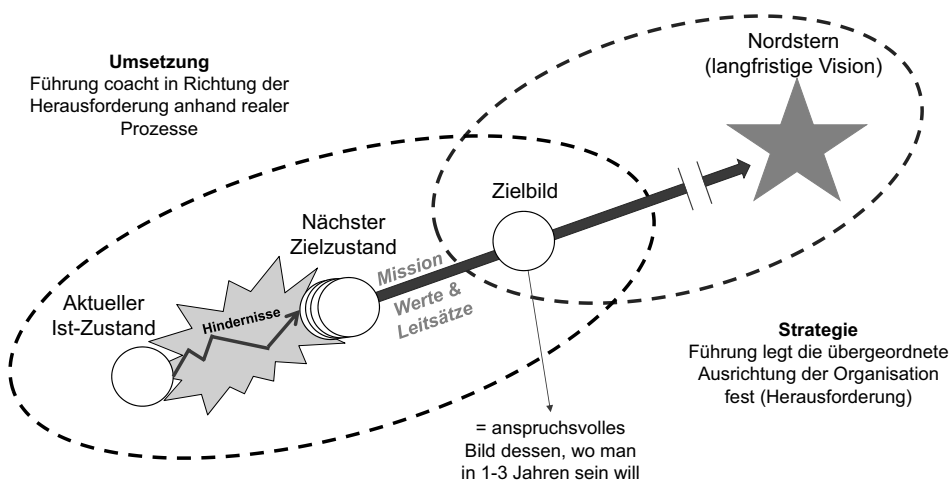 Umsetzung
Führung coacht in Richtung der
Herausforderung anhand realer
Prozesse
Nordstern
(langfristige Vision)
Zielbild
Nächster
Zielzustand
Mission
Werte &
Leitsätze
Aktueller
Ist-Zustand
Hindernisse
Strategie
Führung legt die übergeordnete
Ausrichtung der Organisation
fest (Herausforderung)
= anspruchsvolles
Bild dessen, wo man
in 1-3 Jahren sein will